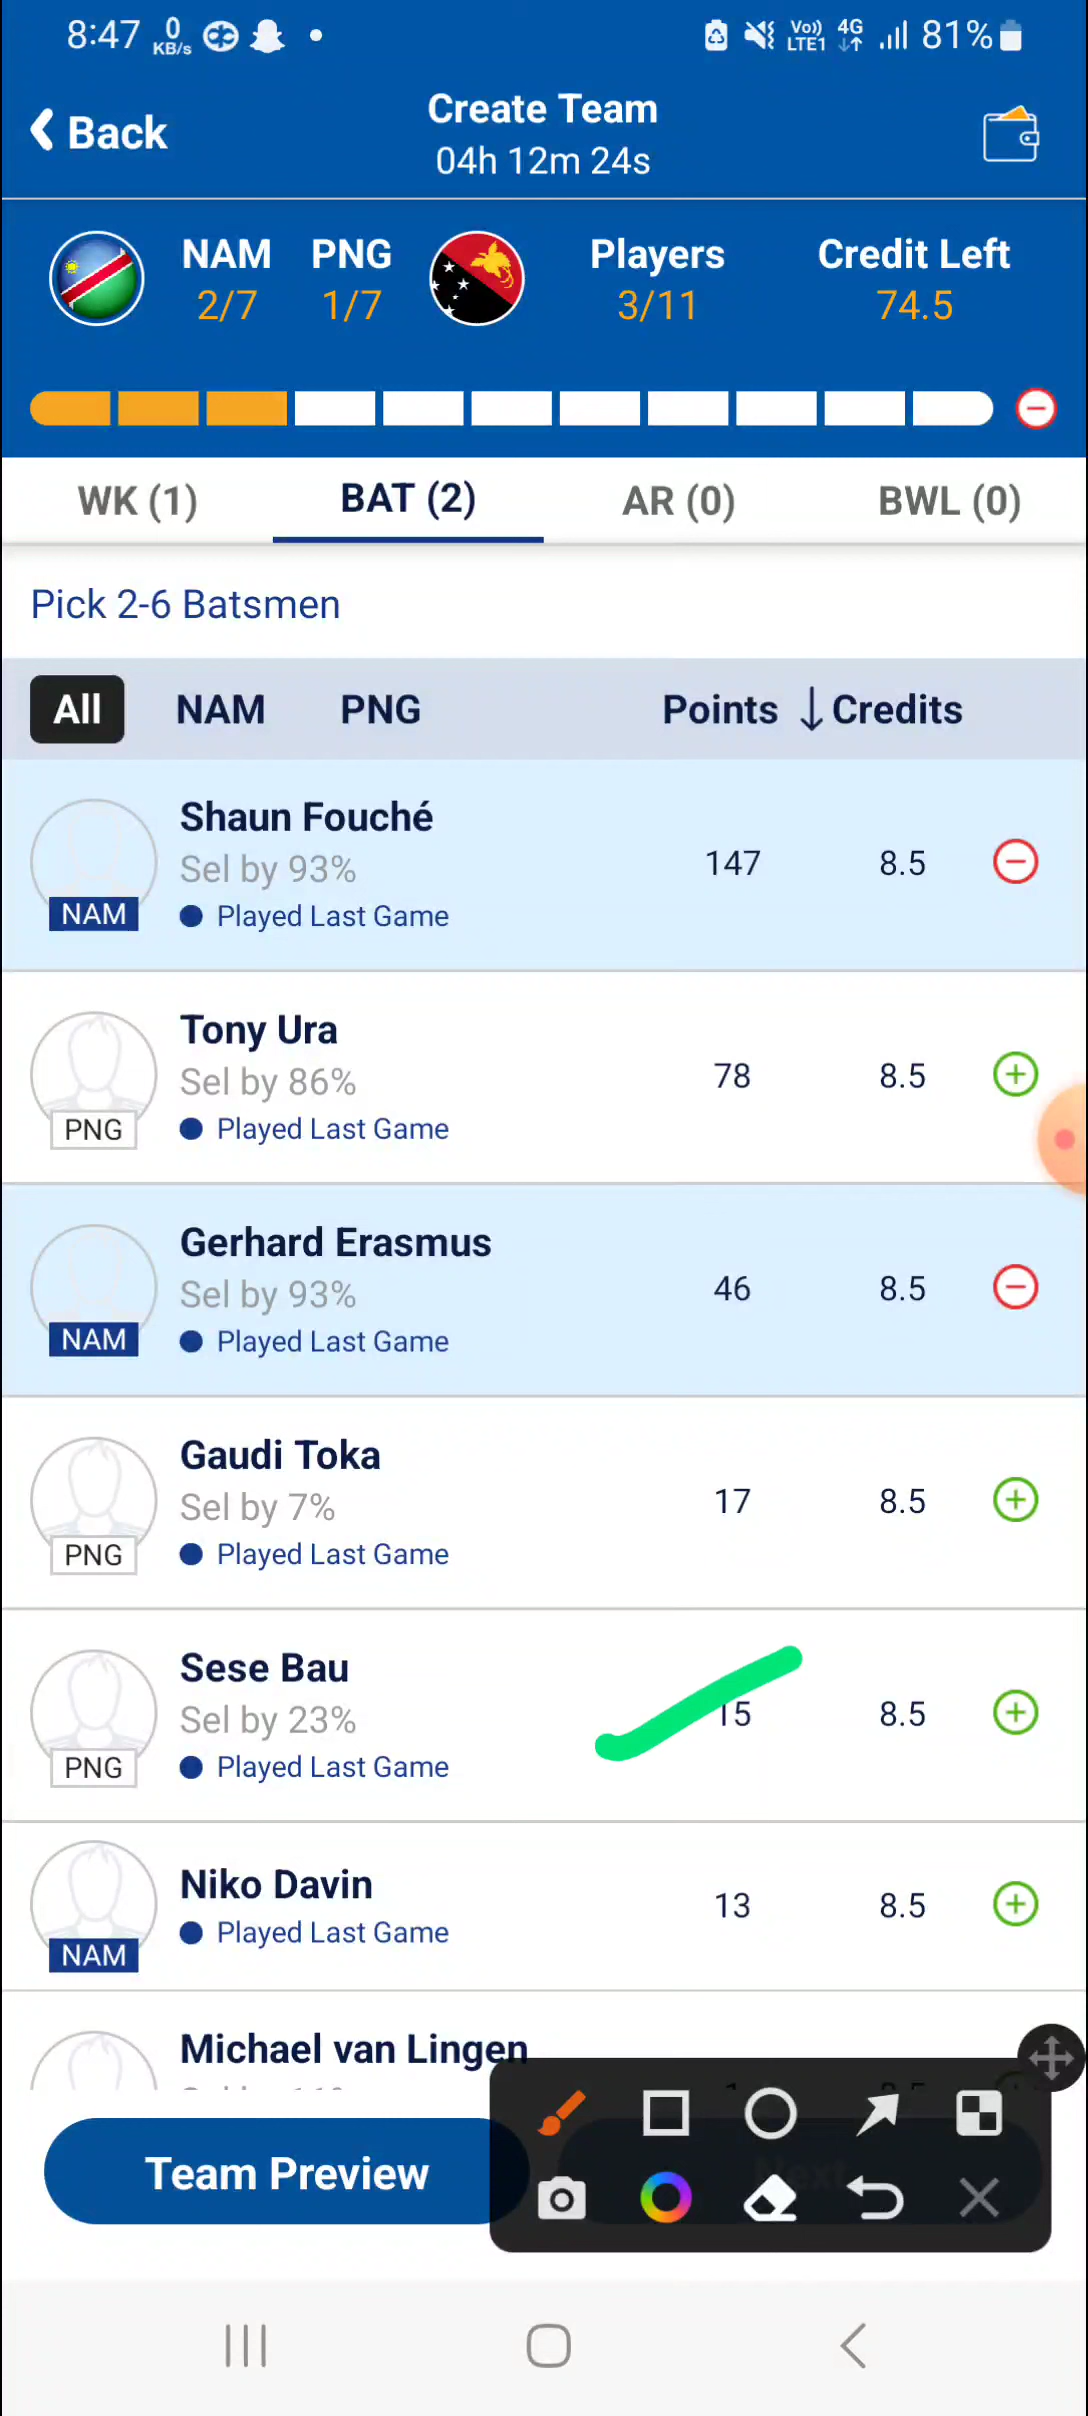 8:47 0 KB/s Vo)) LTE1 4G 81%
Back
Create Team
04h 12m 24s
NAM PNG Players Credit Left
2/7 1/7 3/11 74.5
WK (1) BAT (2) AR (0) BWL (0)
Pick 2-6 Batsmen
All NAM PNG Points ↓ Credits
Shaun Fouché
Sel by 93%
147 8.5
NAM
Played Last Game
Tony Ura
Sel by 86%
78 8.5
PNG
Played Last Game
Gerhard Erasmus
Sel by 93%
46 8.5
NAM
Played Last Game
Gaudi Toka
Sel by 7%
17 8.5
PNG
Played Last Game
Sese Bau
Sel by 23%
15 8.5
PNG
Played Last Game
Niko Davin
13 8.5
Played Last Game
NAM
Michael van Lingen
Team Preview